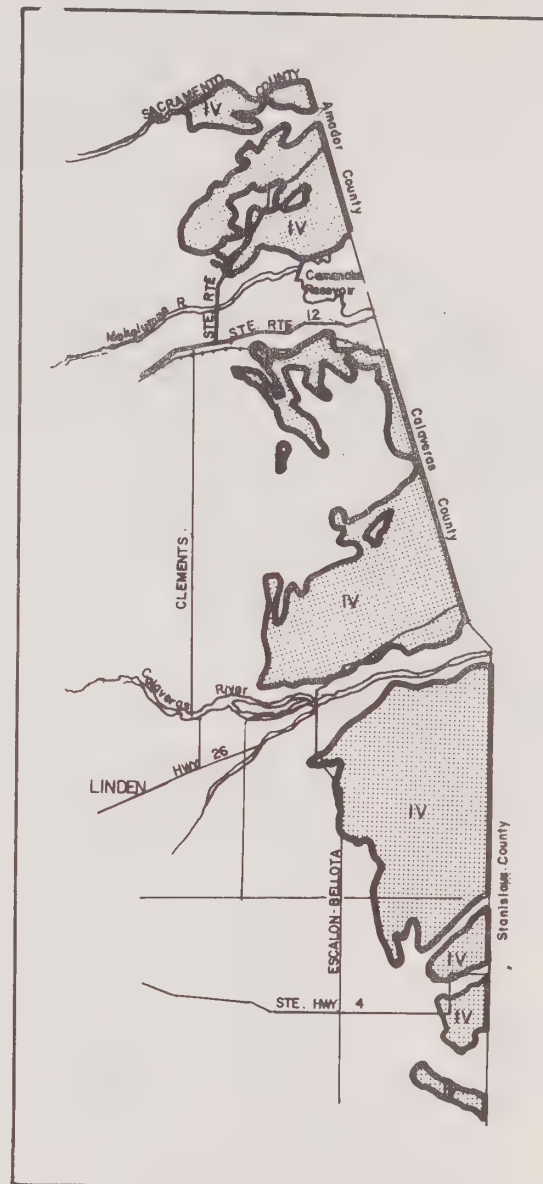 SACRAMENTO COUNTY
IV
Amador County
IV
Camanche
Reservoir
STE RTE
Mokelumne R
STE RTE 12
Calaveras County
CLEMENTS
IV
Calaveras River
HWY 26
LINDEN
IV
ESCALON-BELLOTA
Stanislaus County
IV
STE. HWY 4
IV